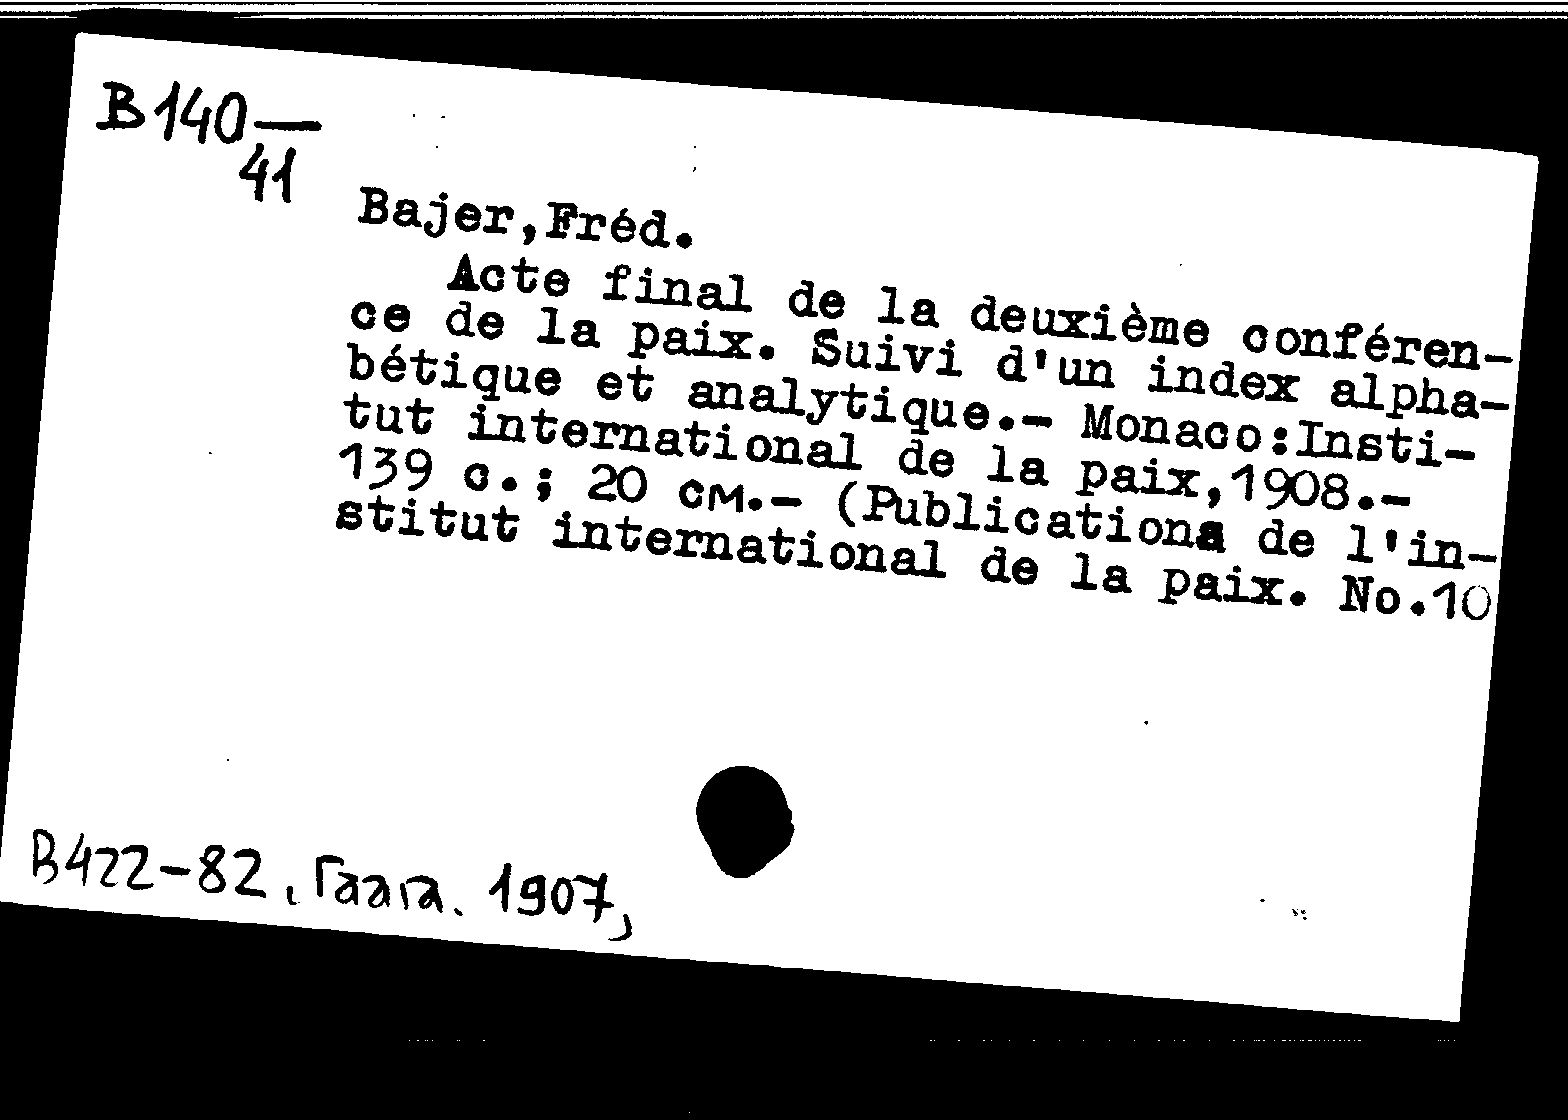 B140—
41
Bajer,Fréd.
Acte final de la deuxième conféren-
ce de la paix. Suivi d'un index alpha-
bétique et analytique.- Monaco:Insti-
tut international de la paix,1908.-
139 с.; 20 см.- (Publications de l'in-
stitut international de la paix. No.10
B422-82, Гаага. 1907,